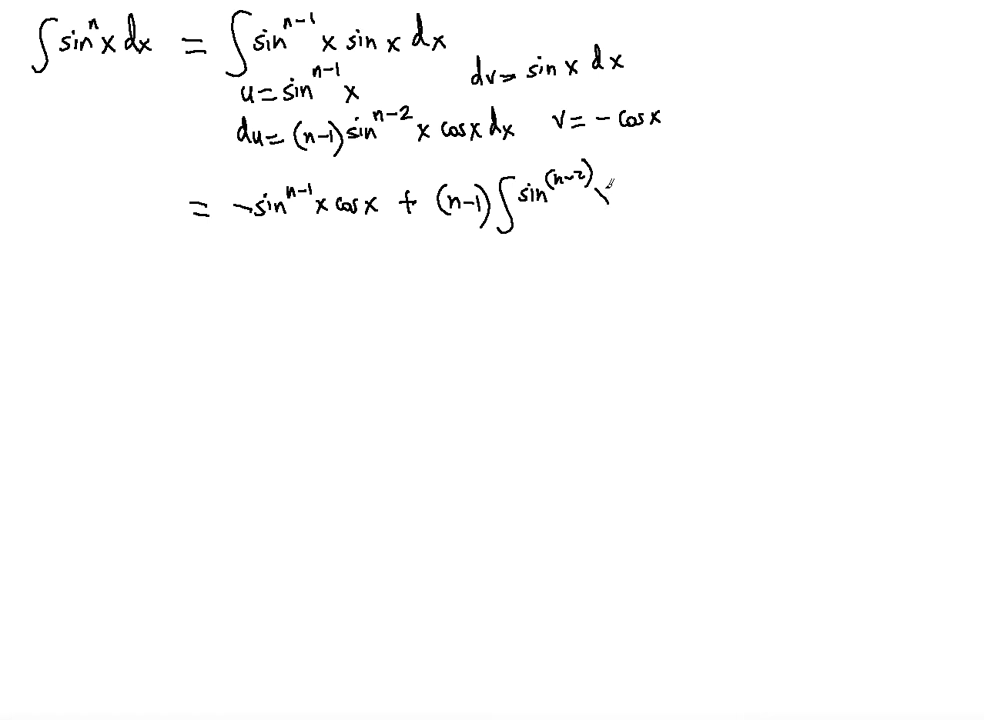 ∫ sinⁿ x dx = ∫ sinⁿ⁻¹ x sin x dx
u = sinⁿ⁻¹ x dv = sin x dx
du = (n-1) sinⁿ⁻² x cos x dx v = - cos x
= - sinⁿ⁻¹ x cos x + (n-1) ∫ sin⁽ⁿ⁻²⁾